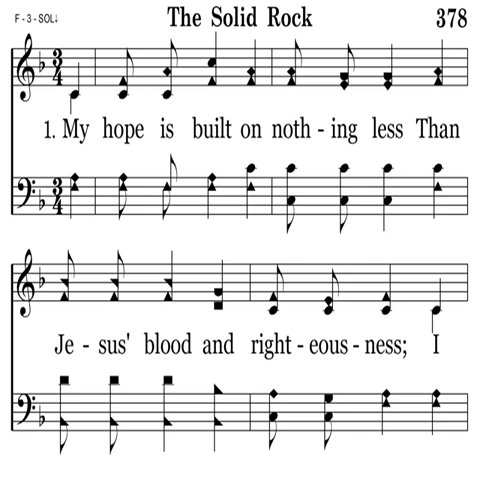 F - 3 - SOL↓ The Solid Rock 378
1. My hope is built on noth - ing less Than
Je - sus' blood and right - eous - ness; I